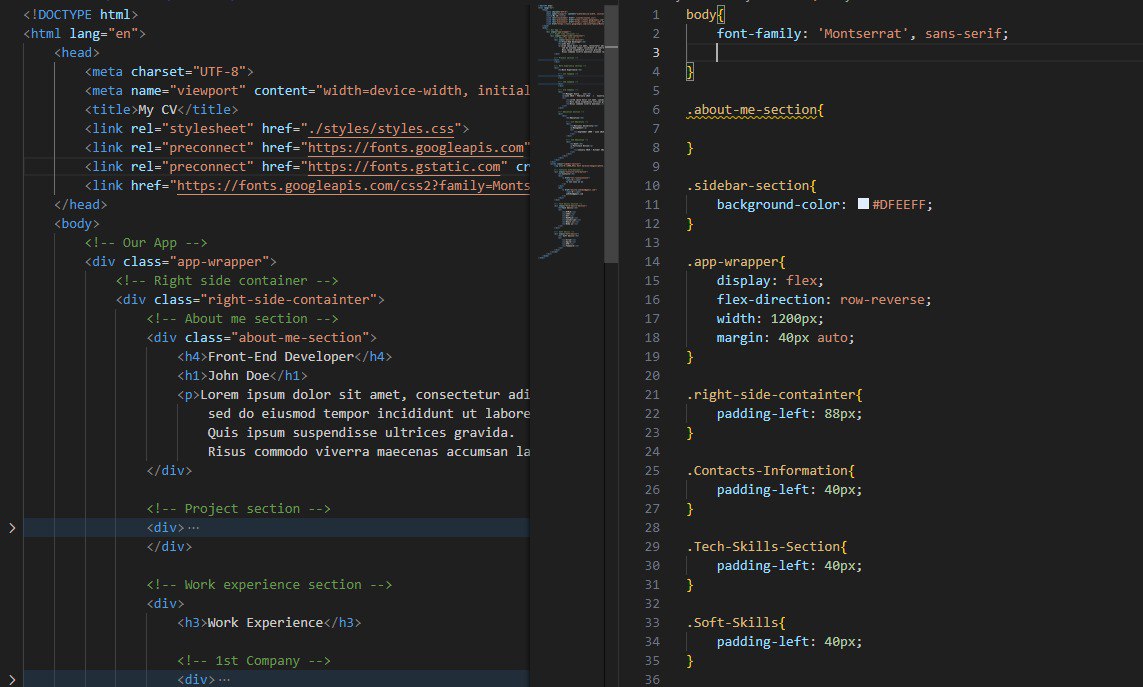 <!DOCTYPE html>
<html lang="en">
<head>
<meta charset="UTF-8">
<meta name="viewport" content="width=device-width, initial
<title>My CV</title>
<link rel="stylesheet" href="./styles/styles.css">
<link rel="preconnect" href="https://fonts.googleapis.com"
<link rel="preconnect" href="https://fonts.gstatic.com" cr
<link href="https://fonts.googleapis.com/css2?family=Monts
</head>
<body>
<!-- Our App -->
<div class="app-wrapper">
<!-- Right side container -->
<div class="right-side-containter">
<!-- About me section -->
<div class="about-me-section">
<h4>Front-End Developer</h4>
<h1>John Doe</h1>
<p>Lorem ipsum dolor sit amet, consectetur adi
sed do eiusmod tempor incididunt ut labore
Quis ipsum suspendisse ultrices gravida.
Risus commodo viverra maecenas accumsan la
</div>
<!-- Project section -->
<div>···
</div>
<!-- Work experience section -->
<div>
<h3>Work Experience</h3>
<!-- 1st Company -->
<div>···
1 body{
2 font-family: 'Montserrat', sans-serif;
3
4 }
5
6 .about-me-section{
7
8 }
9
10 .sidebar-section{
11 background-color: #DFEEFF;
12 }
13
14 .app-wrapper{
15 display: flex;
16 flex-direction: row-reverse;
17 width: 1200px;
18 margin: 40px auto;
19 }
20
21 .right-side-containter{
22 padding-left: 88px;
23 }
24
25 .Contacts-Information{
26 padding-left: 40px;
27 }
28
29 .Tech-Skills-Section{
30 padding-left: 40px;
31 }
32
33 .Soft-Skills{
34 padding-left: 40px;
35 }
36